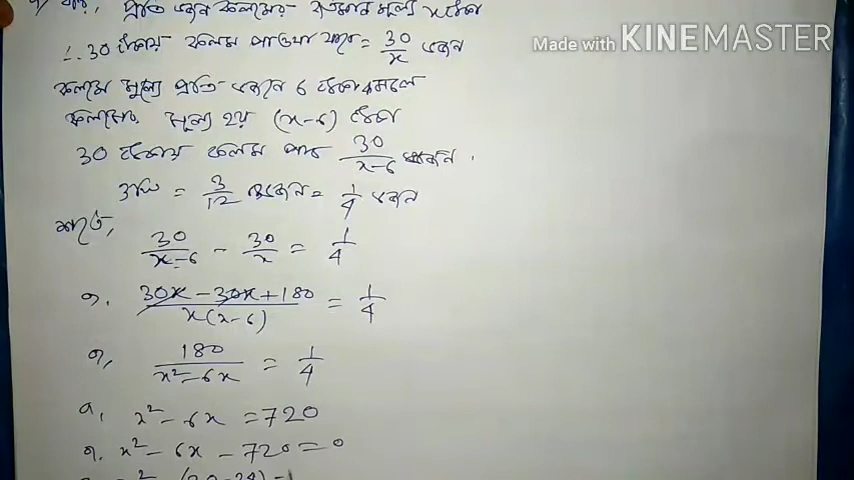 ধরি, প্রতি ডজন কলমের বর্তমান মূল্য x টাকা
Made with KINEMASTER
∴ 30 টাকায় কলম পাওয়া যাবে = 30/x ডজন
কলমের মূল্য প্রতি ডজনে 6 টাকা কমলে
কলমের মূল্য হয় (x-6) টাকা
30 টাকায় কলম পাব 30/(x-6) ডজন
= 3/12 ডজন = 1/4 ডজন
শর্তে,
30/(x-6) - 30/x = 1/4
বা, (30x - 30x + 180)/(x(x-6)) = 1/4
বা, 180/(x² - 6x) = 1/4
বা, x² - 6x = 720
বা, x² - 6x - 720 = 0